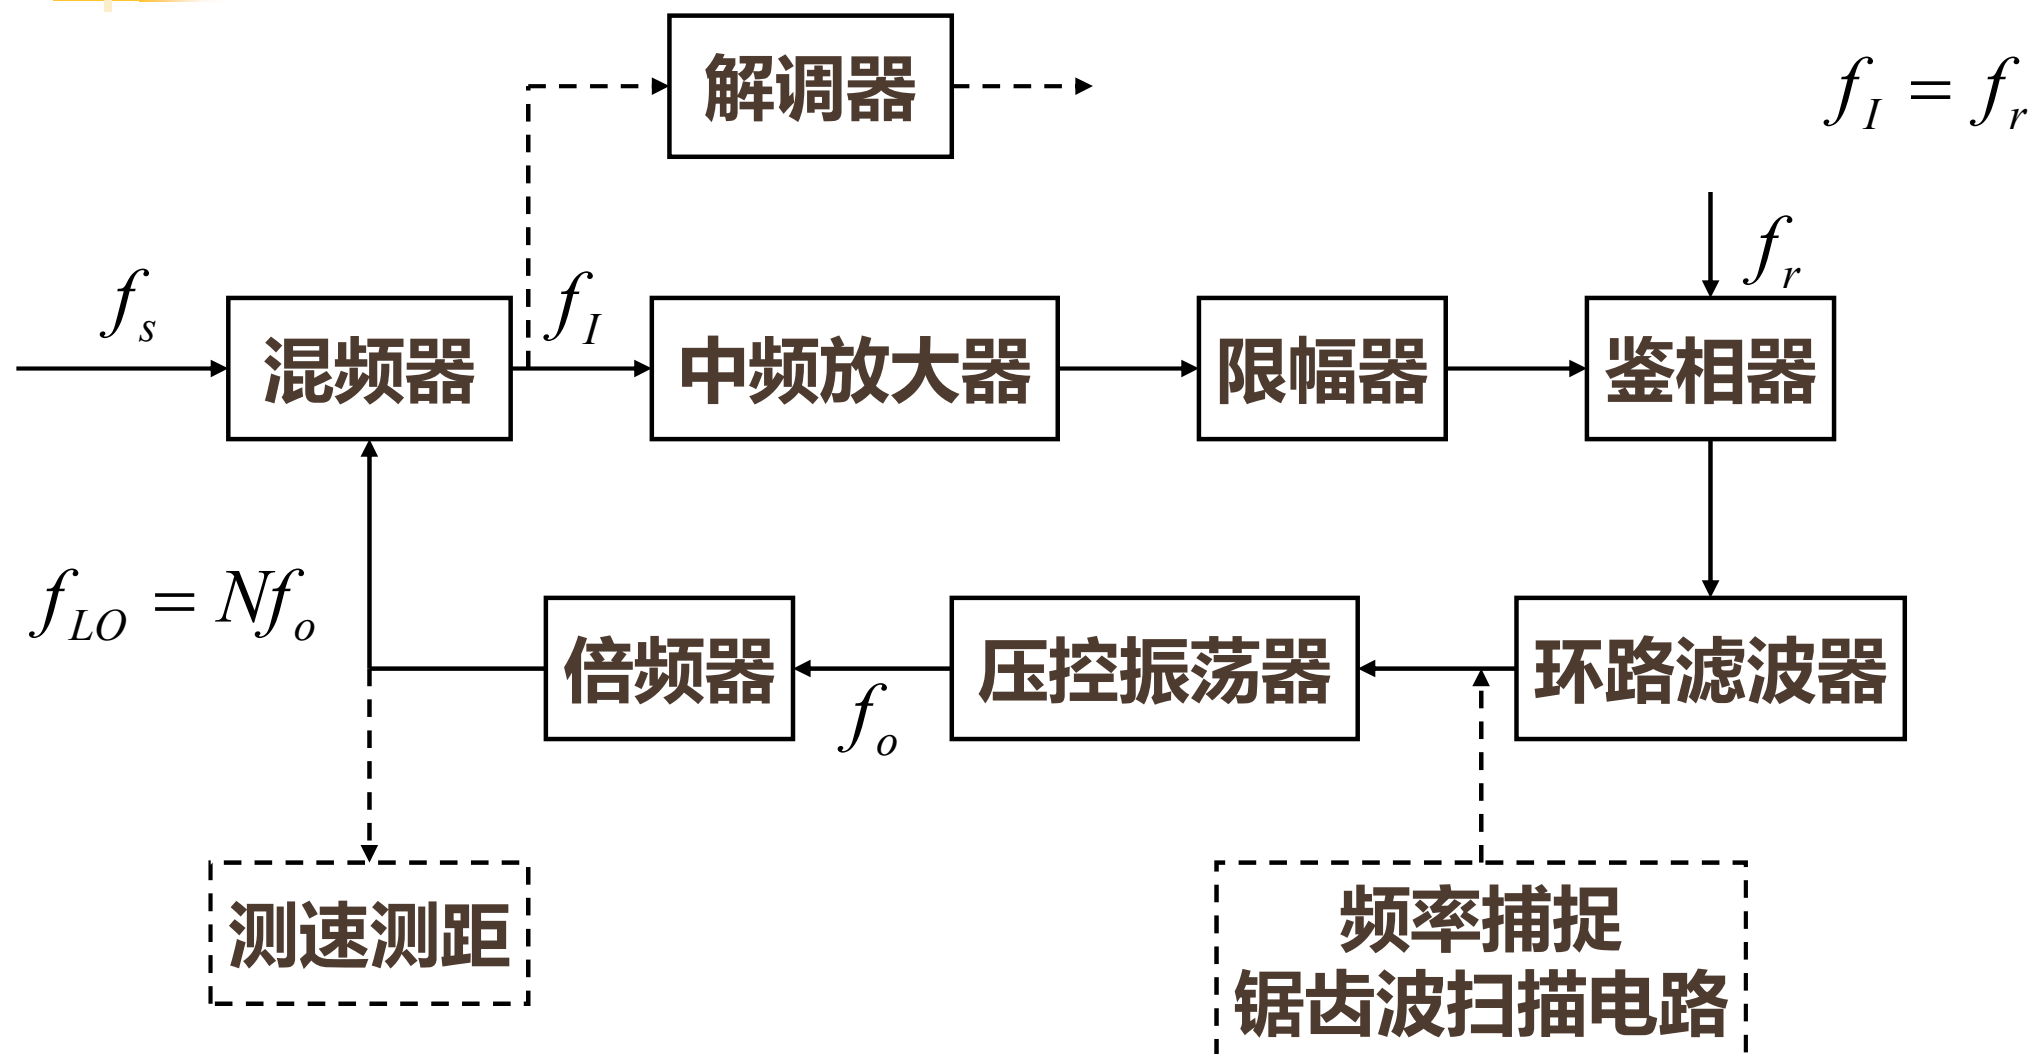 解调器
f_I = f_r
f_r
f_s
混频器
f_I
中频放大器
限幅器
鉴相器
f_{LO} = Nf_o
倍频器
f_o
压控振荡器
环路滤波器
测速测距
频率捕捉
锯齿波扫描电路